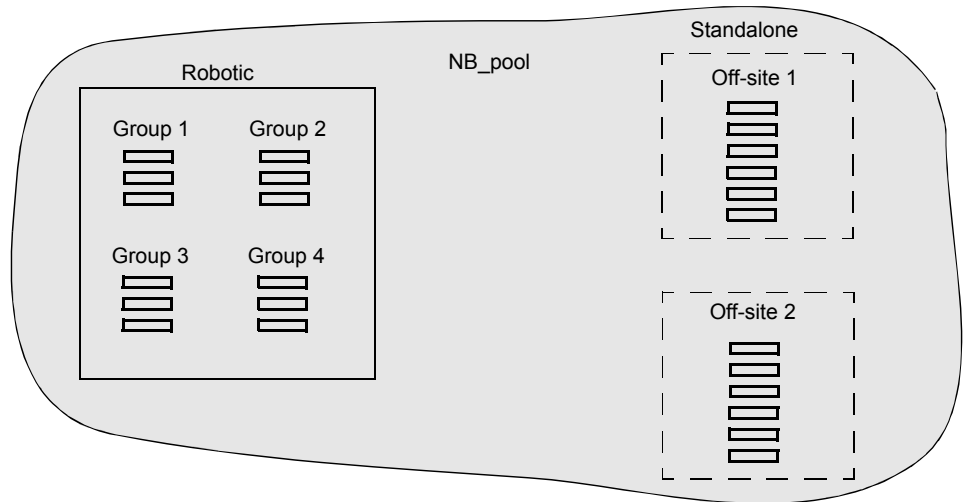 Standalone
NB_pool
Robotic
Off-site 1
Group 1
Group 2
Group 3
Group 4
Off-site 2